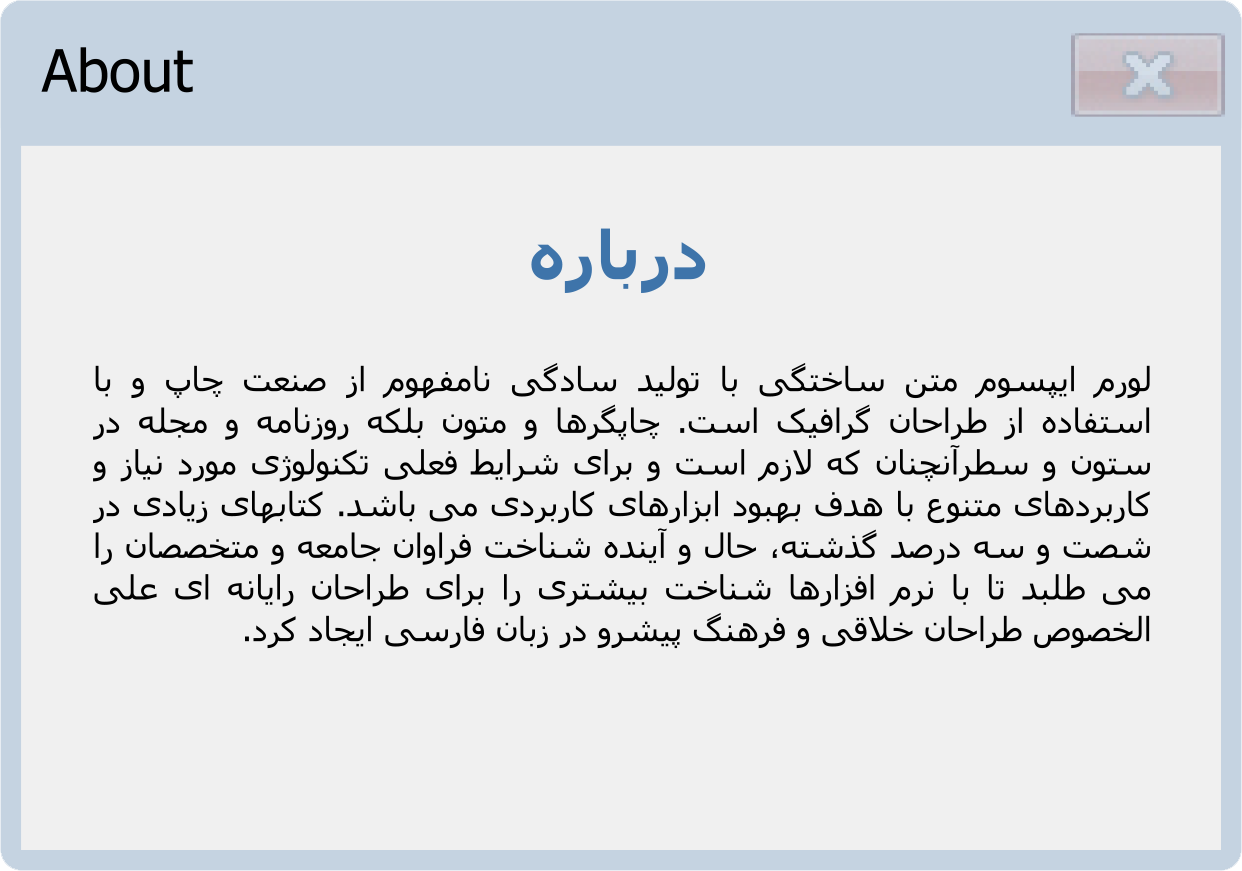 About
درباره
لورم ایپسوم متن ساختگی با تولید سادگی نامفهوم از صنعت چاپ و با
استفاده از طراحان گرافیک است. چاپگرها و متون بلکه روزنامه و مجله در
ستون و سطرآنچنان که لازم است و برای شرایط فعلی تکنولوژی مورد نیاز و
کاربردهای متنوع با هدف بهبود ابزارهای کاربردی می باشد. کتابهای زیادی در
شصت و سه درصد گذشته، حال و آینده شناخت فراوان جامعه و متخصصان را
می طلبد تا با نرم افزارها شناخت بیشتری را برای طراحان رایانه ای علی
الخصوص طراحان خلاقی و فرهنگ پیشرو در زبان فارسی ایجاد کرد.